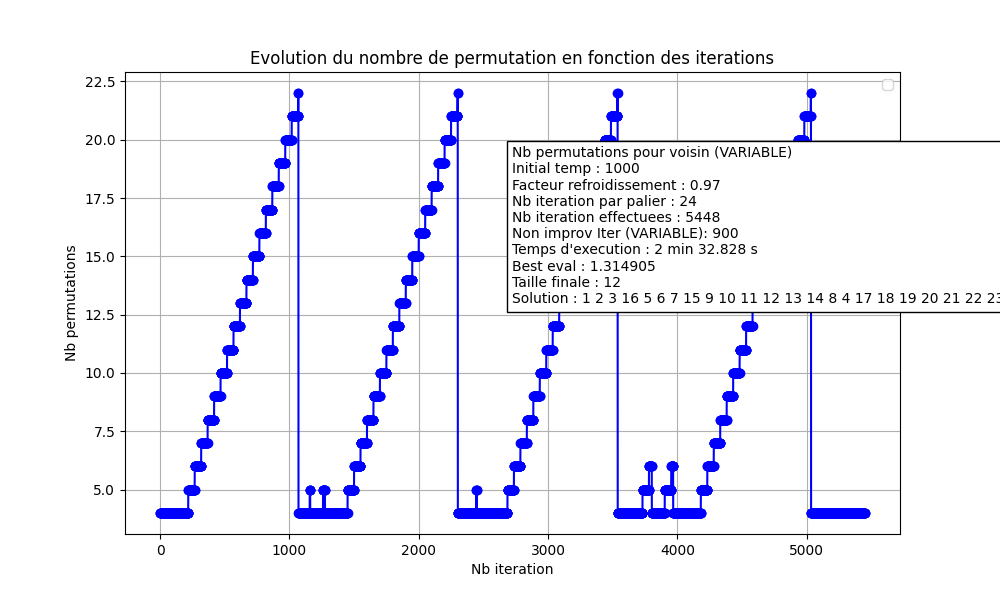 Evolution du nombre de permutation en fonction des iterations
22.5
20.0
17.5
15.0
12.5
10.0
7.5
5.0
Nb permutations
Nb permutations pour voisin (VARIABLE)
Initial temp : 1000
Facteur refroidissement : 0.97
Nb iteration par palier : 24
Nb iteration effectuees : 5448
Non improv Iter (VARIABLE): 900
Temps d'execution : 2 min 32.828 s
Best eval : 1.314905
Taille finale : 12
Solution : 1 2 3 16 5 6 7 15 9 10 11 12 13 14 8 4 17 18 19 20 21 22 23
0 1000 2000 3000 4000 5000
Nb iteration